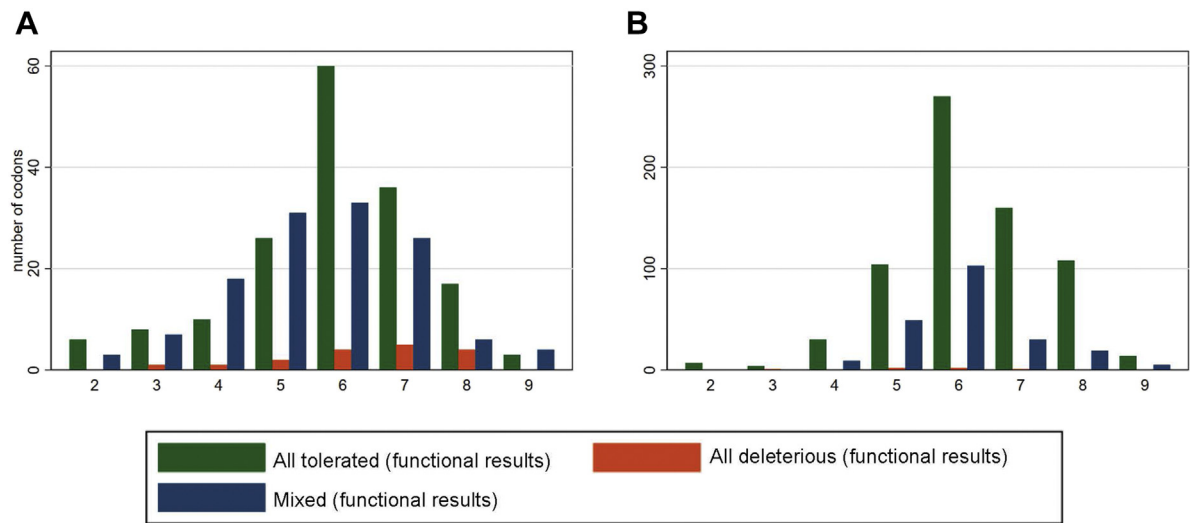 A
B
60
40
20
0
number of codons
2 3 4 5 6 7 8 9
300
200
100
0
2 3 4 5 6 7 8 9
All tolerated (functional results)
All deleterious (functional results)
Mixed (functional results)